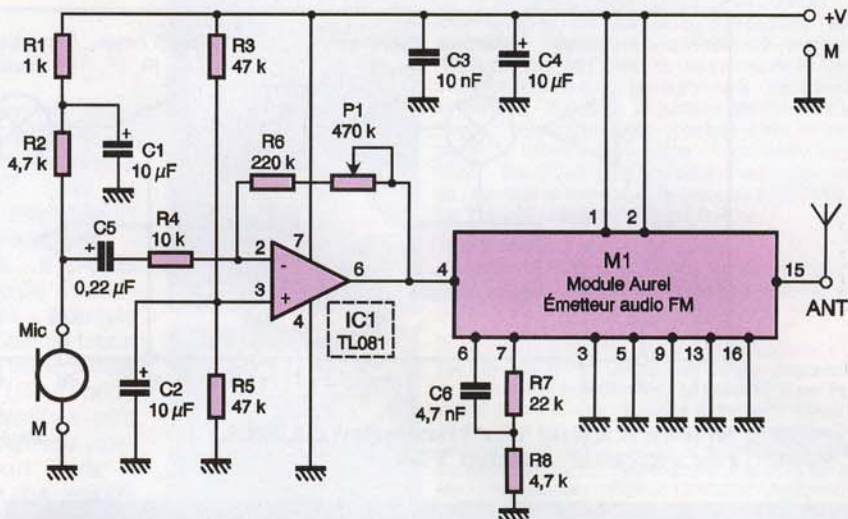 +V
M
R1
1 k
R3
47 k
C3
10 nF
C4
10 µF
R2
4,7 k
C1
10 µF
P1
470 k
R6
220 k
C5
0,22 µF
R4
10 k
2
7
-
3
+
6
4
IC1
TL081
1
2
4
M1
Module Aurel
Émetteur audio FM
15
ANT
6
7
3
5
9
13
16
Mic
M
C2
10 µF
R5
47 k
C6
4,7 nF
R7
22 k
R8
4,7 k